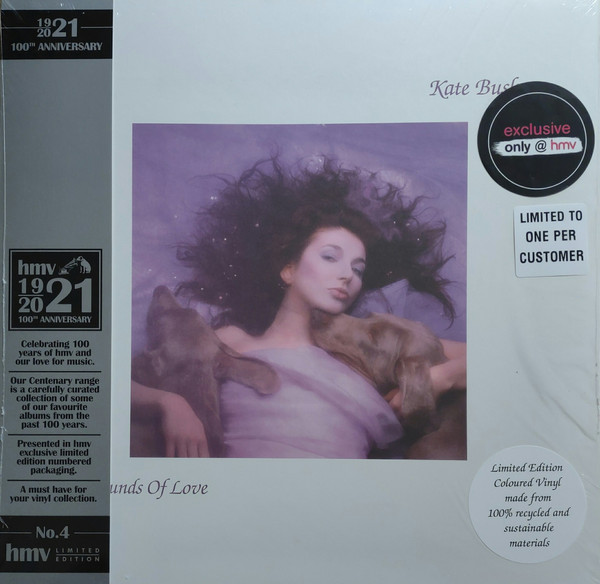 1920 21
100TH ANNIVERSARY
Kate Bush
exclusive
only @ hmv
LIMITED TO
ONE PER
CUSTOMER
hmv
1920 21
100TH ANNIVERSARY
Celebrating 100
years of hmv and
our love for music.
Our Centenary range
is a carefully curated
collection of some
of our favourite
albums from the
past 100 years.
Presented in hmv
exclusive limited
edition numbered
packaging.
A must have for
your vinyl collection.
unds Of Love
Limited Edition
Coloured Vinyl
made from
100% recycled and
sustainable
materials
No.4
hmv LIMITED
EDITION